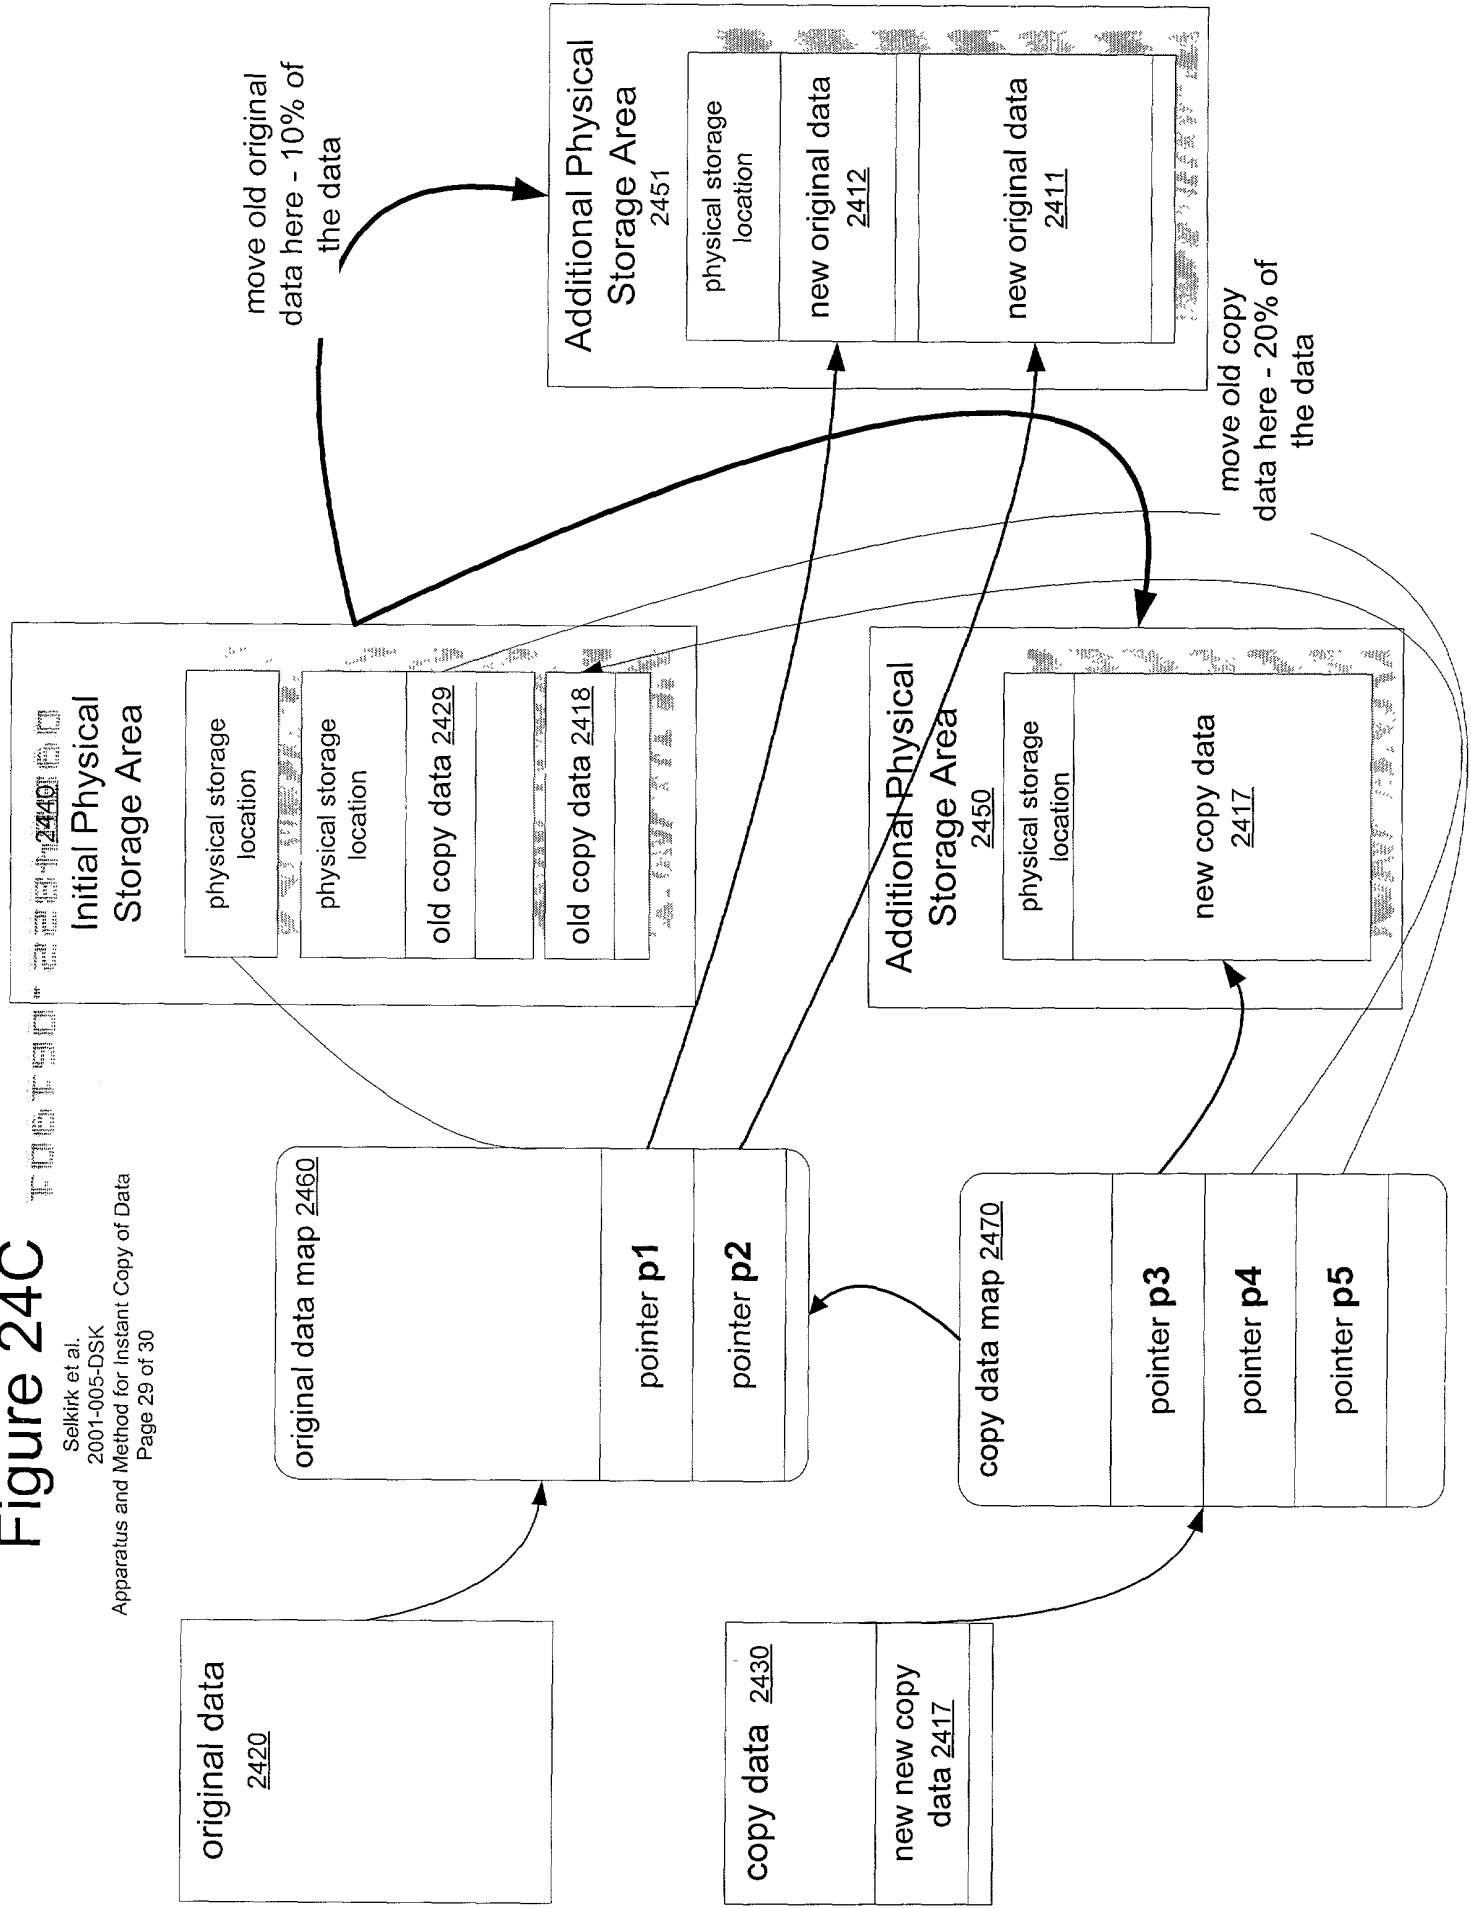 Figure 24C
Selkirk et al.
2001-005-DSK
Apparatus and Method for Instant Copy of Data
Page 29 of 30
original data
2420
copy data 2430
new new copy
data 2417
original data map 2460
pointer p1
pointer p2
copy data map 2470
pointer p3
pointer p4
pointer p5
2440
Initial Physical
Storage Area
physical storage
location
physical storage
location
old copy data 2429
old copy data 2418
Additional Physical
Storage Area
2450
physical storage
location
new copy data
2417
move old original
data here - 10% of
the data
Additional Physical
Storage Area
2451
physical storage
location
new original data
2412
new original data
2411
move old copy
data here - 20% of
the data